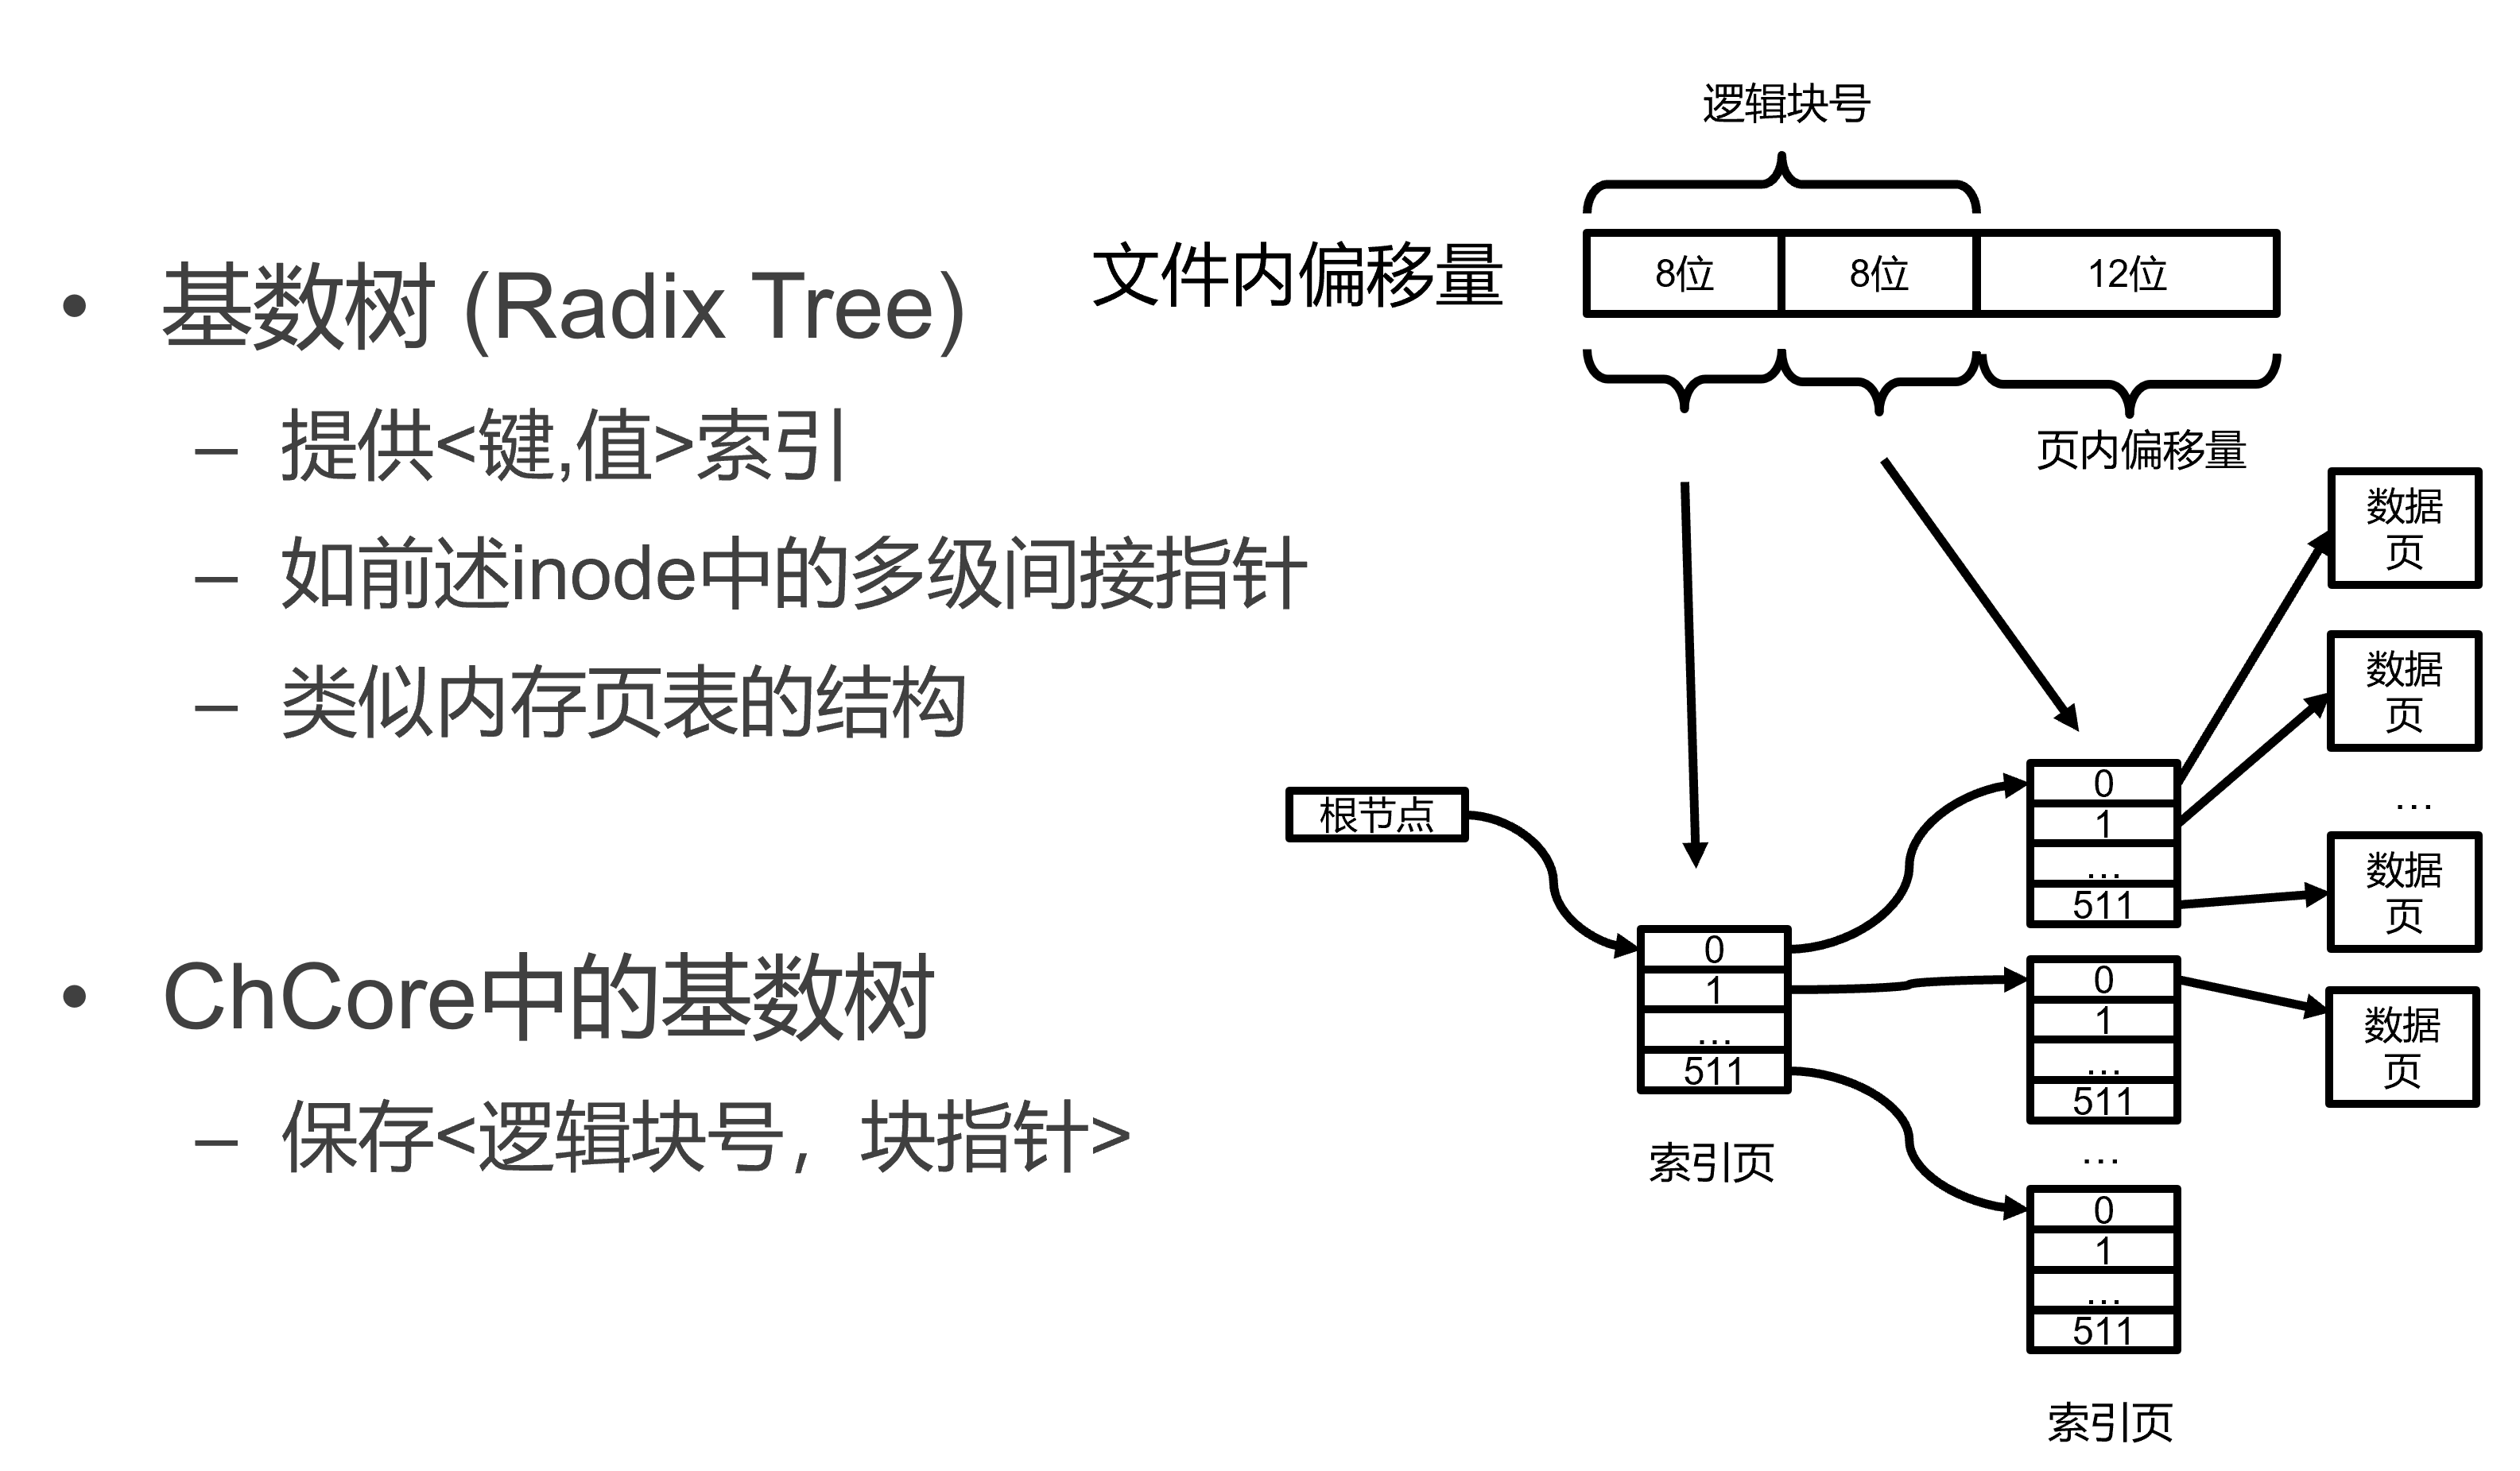 基数树 (Radix Tree)
– 提供<键,值>索引
– 如前述inode中的多级间接指针
– 类似内存页表的结构
ChCore中的基数树
– 保存<逻辑块号, 块指针>
逻辑块号
文件内偏移量
8位
8位
12位
页内偏移量
根节点
0
1
...
511
索引页
0
1
...
511
0
1
...
511
...
0
1
...
511
索引页
数据
页
数据
页
...
数据
页
数据
页